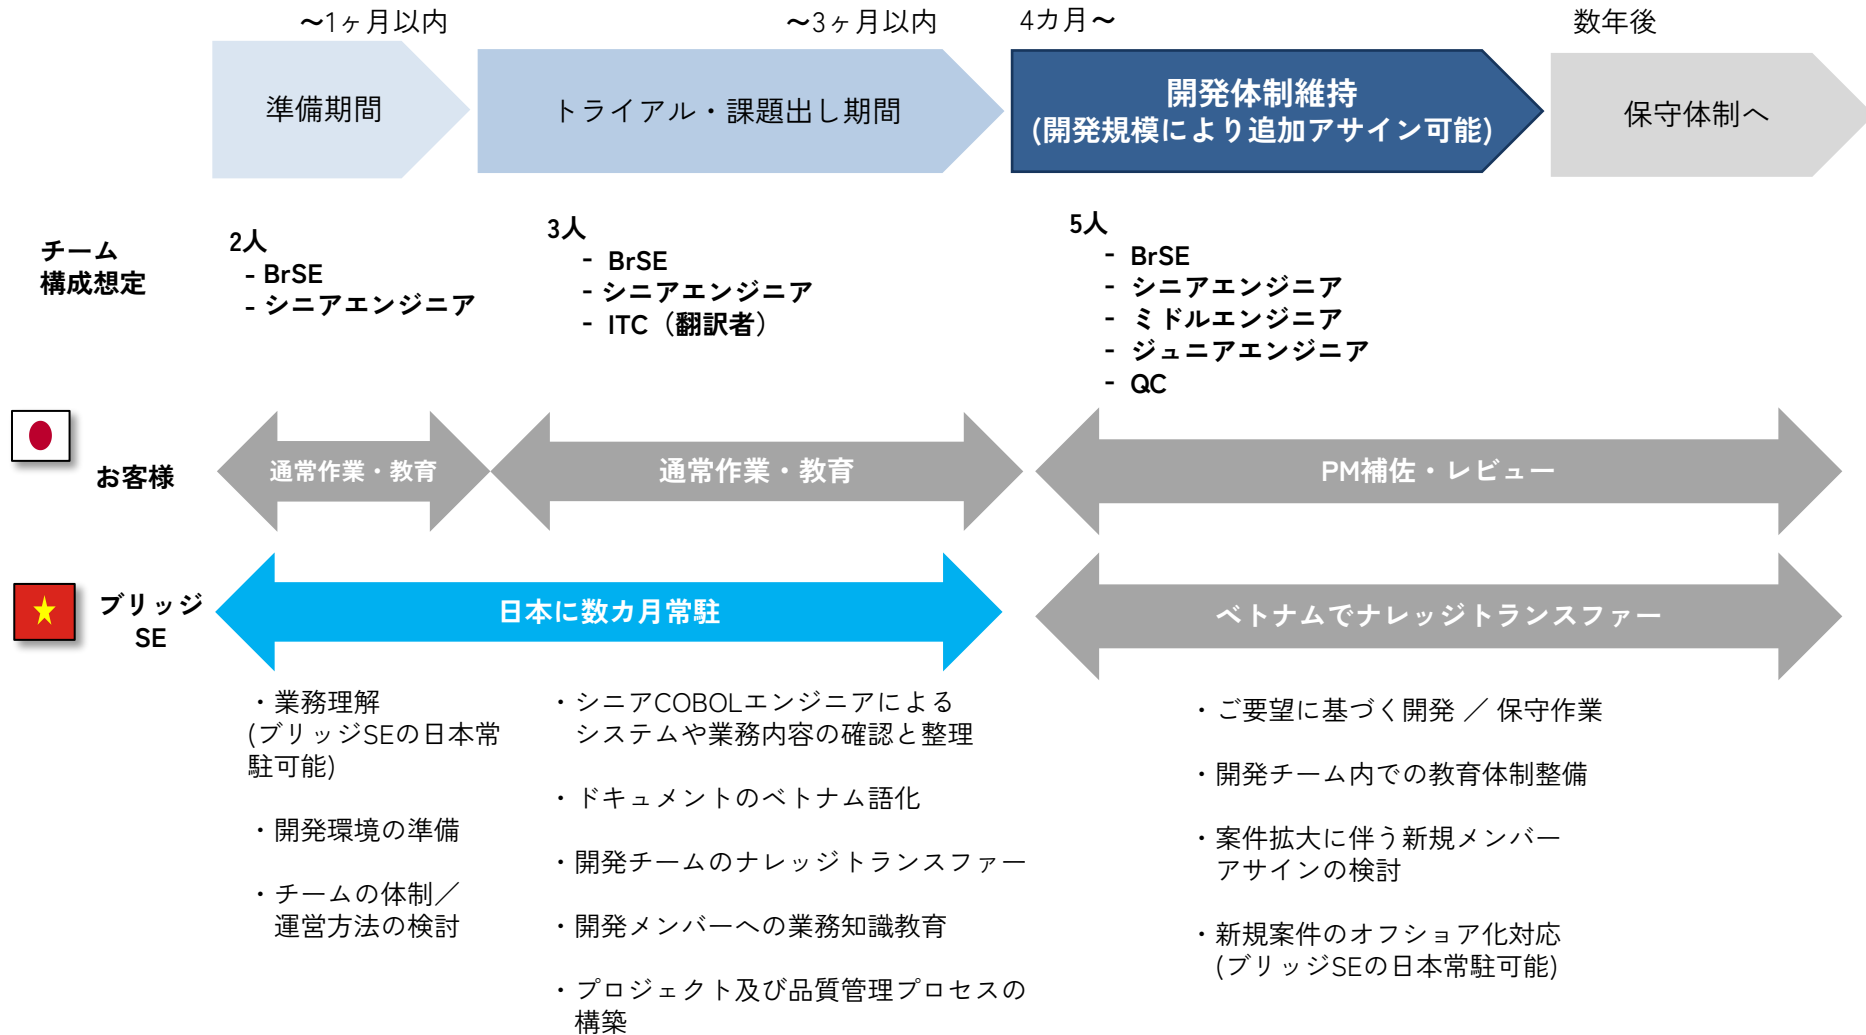 ～1ヶ月以内
～3ヶ月以内
4カ月～
数年後
準備期間
トライアル・課題出し期間
開発体制維持
(開発規模により追加アサイン可能)
保守体制へ
チーム
構成想定
2人
- BrSE
- シニアエンジニア
3人
- BrSE
- シニアエンジニア
- ITC（翻訳者）
5人
- BrSE
- シニアエンジニア
- ミドルエンジニア
- ジュニアエンジニア
- QC
お客様
通常作業・教育
通常作業・教育
PM補佐・レビュー
ブリッジ
SE
日本に数カ月常駐
ベトナムでナレッジトランスファー
・業務理解
(ブリッジSEの日本常
駐可能)
・開発環境の準備
・チームの体制／
運営方法の検討
・シニアCOBOLエンジニアによる
システムや業務内容の確認と整理
・ドキュメントのベトナム語化
・開発チームのナレッジトランスファー
・開発メンバーへの業務知識教育
・プロジェクト及び品質管理プロセスの
構築
・ご要望に基づく開発 ／ 保守作業
・開発チーム内での教育体制整備
・案件拡大に伴う新規メンバー
アサインの検討
・新規案件のオフショア化対応
(ブリッジSEの日本常駐可能)